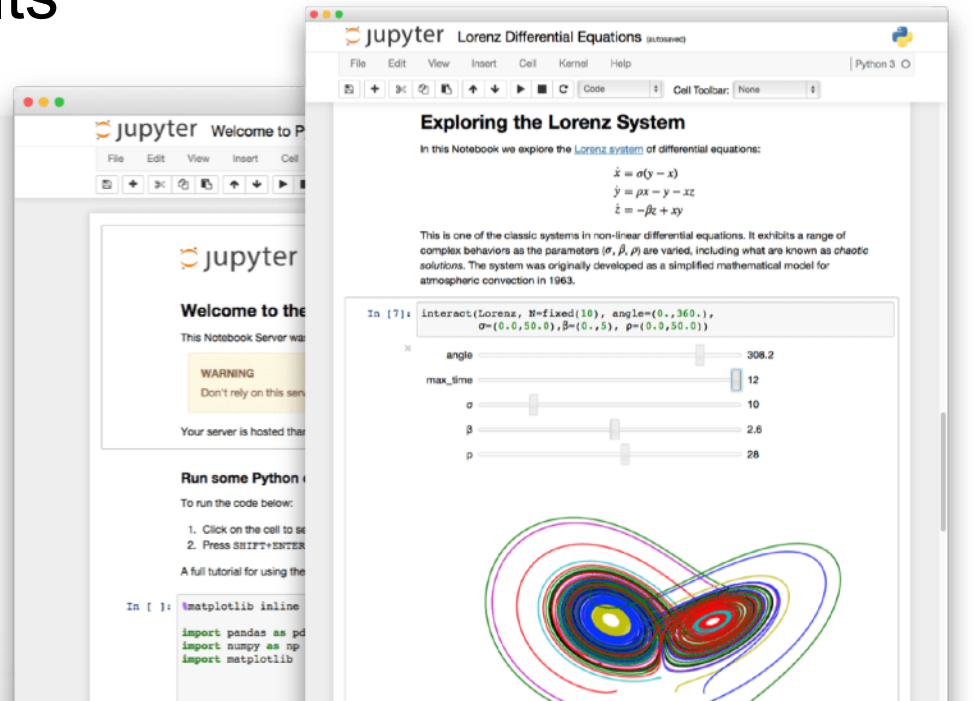 jupyter Lorenz Differential Equations (autosaved)
File Edit View Insert Cell Kernel Help
Python 3
Code
Cell Toolbar: None
Exploring the Lorenz System
In this Notebook we explore the Lorenz system of differential equations:
ẋ = σ(y − x)
ẏ = ρx − y − xz
ż = −βz + xy
This is one of the classic systems in non-linear differential equations. It exhibits a range of
complex behaviors as the parameters (σ, β, ρ) are varied, including what are known as chaotic
solutions. The system was originally developed as a simplified mathematical model for
atmospheric convection in 1963.
In [7]: interact(Lorenz, N=fixed(10), angle=(0.,360.),
σ=(0.0,50.0),β=(0.,5), ρ=(0.0,50.0))
angle 308.2
max_time 12
σ 10
β 2.6
ρ 28
jupyter Welcome to P
File Edit View Insert Cell
jupyter
Welcome to the
This Notebook Server was
WARNING
Don't rely on this serv
Your server is hosted than
Run some Python
To run the code below:
1. Click on the cell to se
2. Press SHIFT+ENTER
A full tutorial for using the
In [ ]: %matplotlib inline
import pandas as pd
import numpy as np
import matplotlib